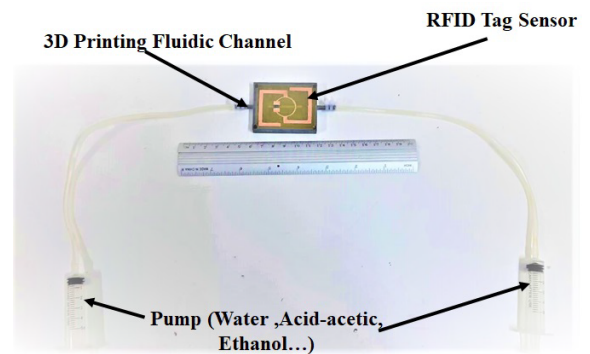 RFID Tag Sensor
3D Printing Fluidic Channel
Pump (Water ,Acid-acetic,
Ethanol…)